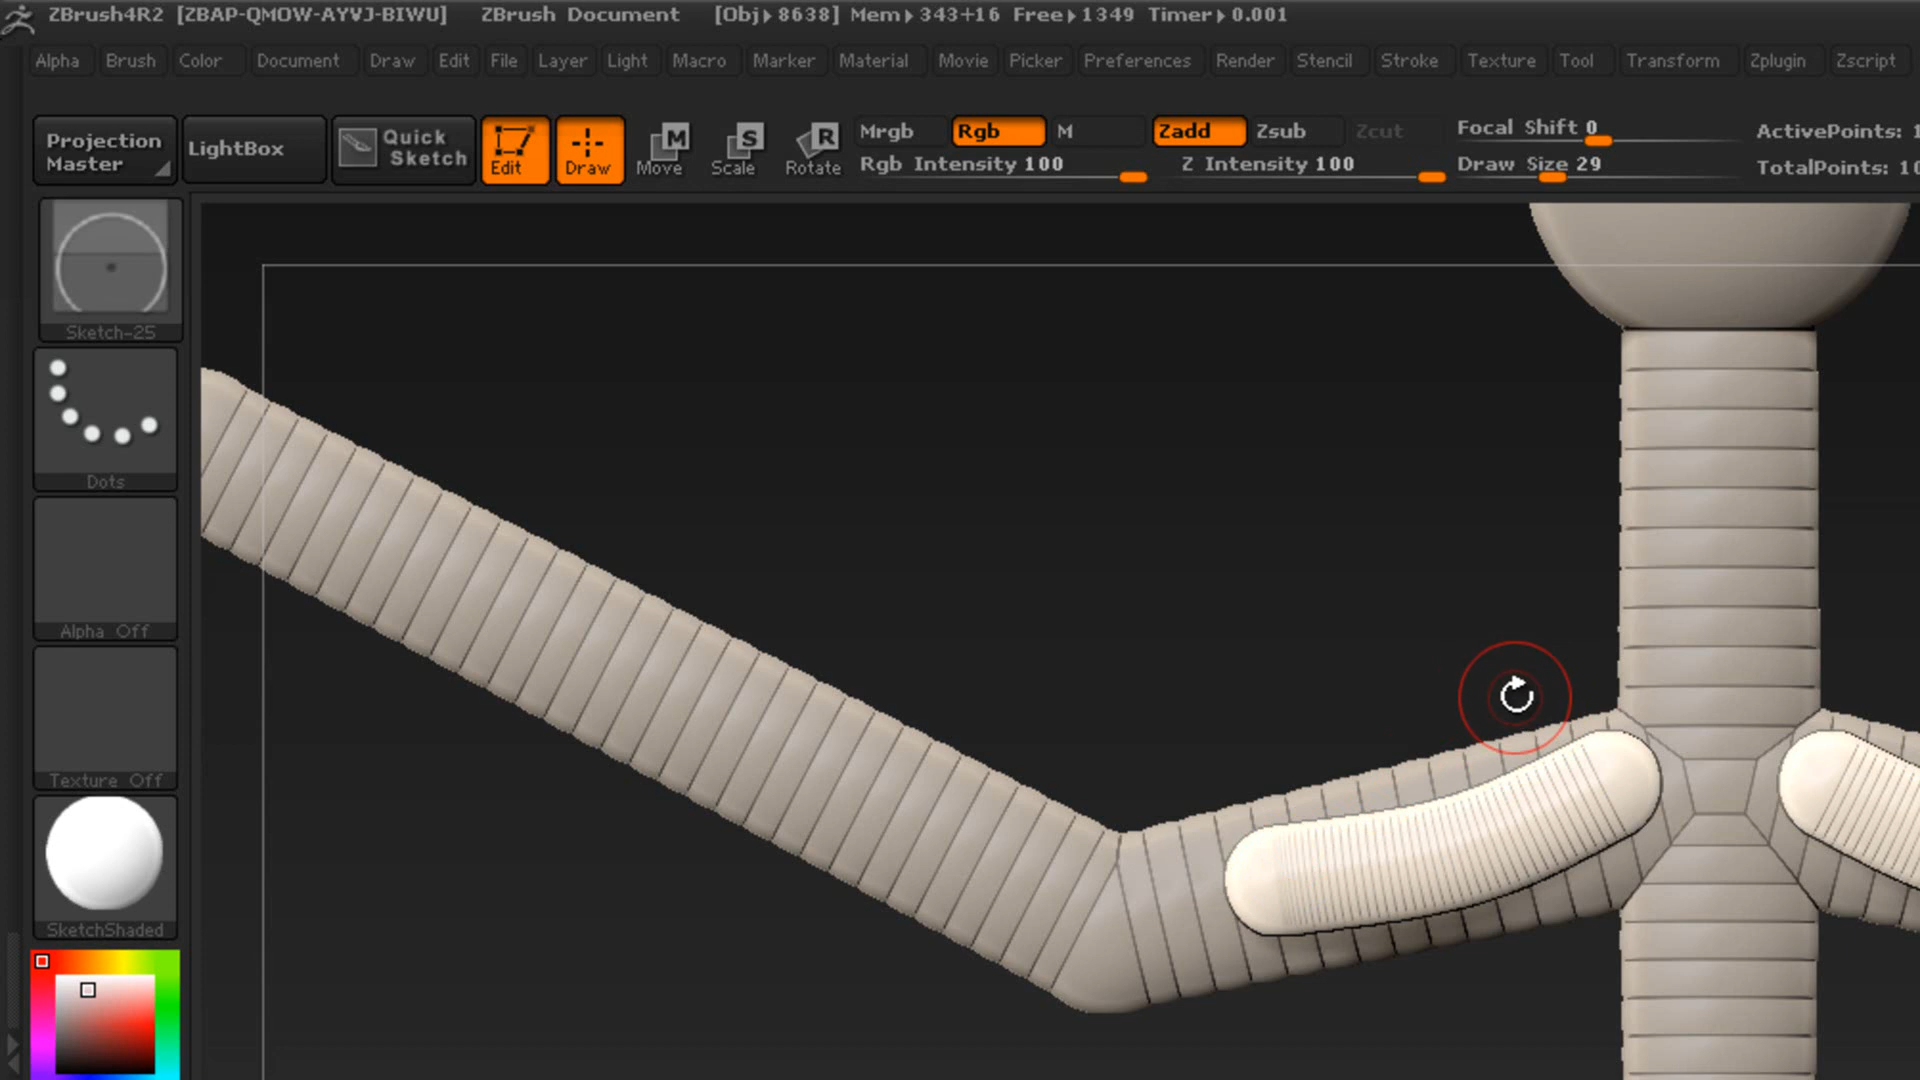 ZBrush4R2 [ZBAP-QMOW-AYVJ-BIWU] ZBrush Document [Obj▸8638] Mem▸343+16 Free▸1349 Timer▸0.001
Alpha Brush Color Document Draw Edit File Layer Light Macro Marker Material Movie Picker Preferences Render Stencil Stroke Texture Tool Transform Zplugin Zscript
Projection Master
LightBox
Quick Sketch
Edit
Draw
M
Move
S
Scale
R
Rotate
Mrgb Rgb M Zadd Zsub Zcut
Rgb Intensity 100 Z Intensity 100
Focal Shift 0
Draw Size 29
ActivePoints: 1
TotalPoints: 10
Sketch-25
Dots
Alpha Off
Texture Off
SketchShaded